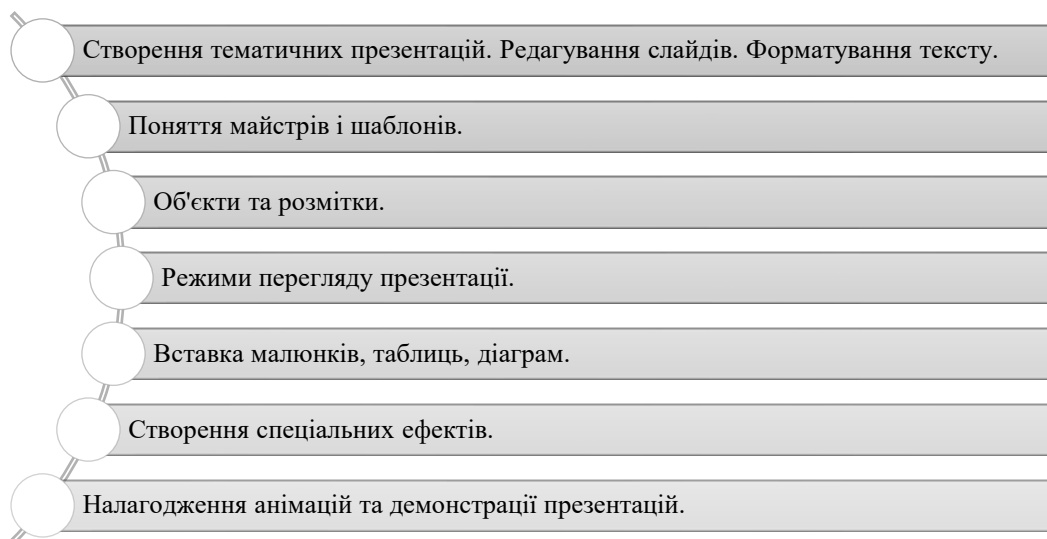 Створення тематичних презентацій. Редагування слайдів. Форматування тексту.
Поняття майстрів і шаблонів.
Об'єкти та розмітки.
Режими перегляду презентації.
Вставка малюнків, таблиць, діаграм.
Створення спеціальних ефектів.
Налагодження анімацій та демонстрації презентацій.